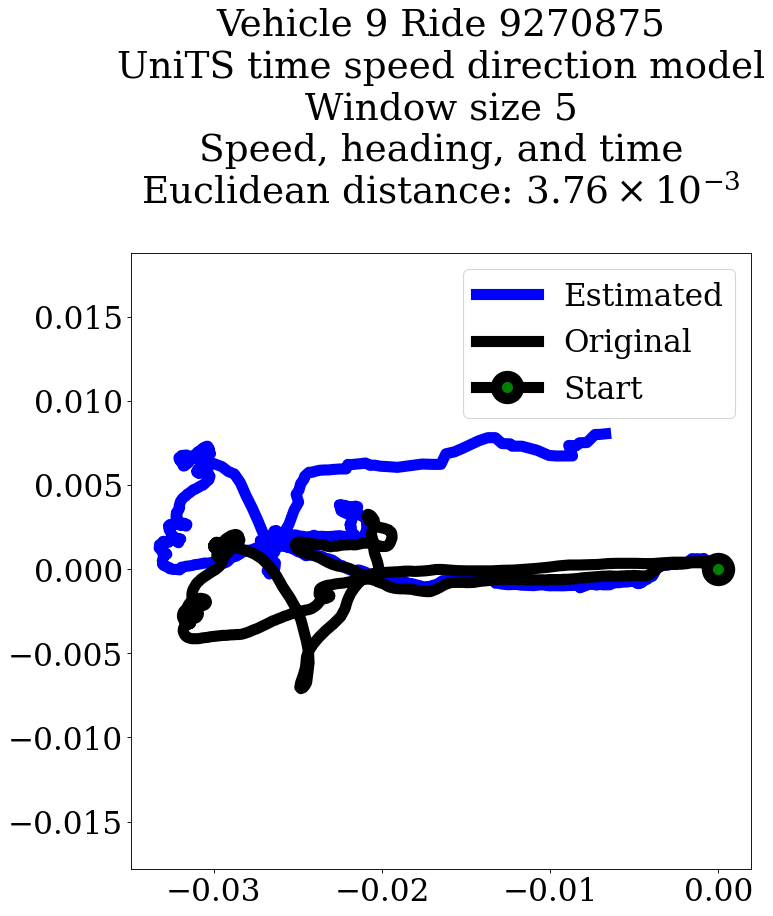 Vehicle 9 Ride 9270875
UniTS time speed direction model
Window size 5
Speed, heading, and time
Euclidean distance: 3.76 × 10⁻³
Estimated
Original
Start
0.015
0.010
0.005
0.000
−0.005
−0.010
−0.015
−0.03 −0.02 −0.01 0.00